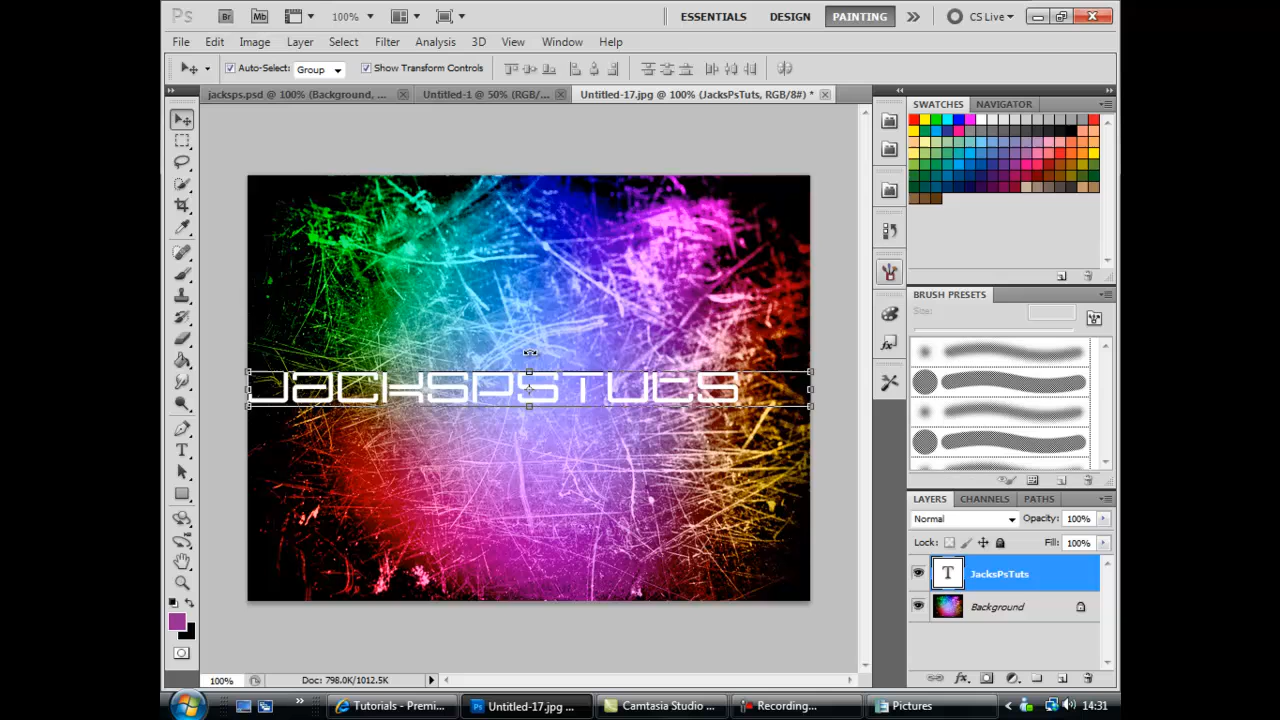 Ps Br Mb 100% ESSENTIALS DESIGN PAINTING CS Live
File Edit Image Layer Select Filter Analysis 3D View Window Help
Auto-Select: Group Show Transform Controls
jacksps.psd @ 100% (Background, ... Untitled-1 @ 50% (RGB/... Untitled-17.jpg @ 100% (JacksPsTuts, RGB/8#) *
SWATCHES NAVIGATOR
JacksPsTuts
BRUSH PRESETS
Size:
LAYERS CHANNELS PATHS
Normal Opacity: 100%
Lock: Fill: 100%
T JacksPsTuts
Background
100% Doc: 798.0K/1012.5K
Tutorials - Premi... Untitled-17.jpg ... Camtasia Studio ... Recording... Pictures 14:31